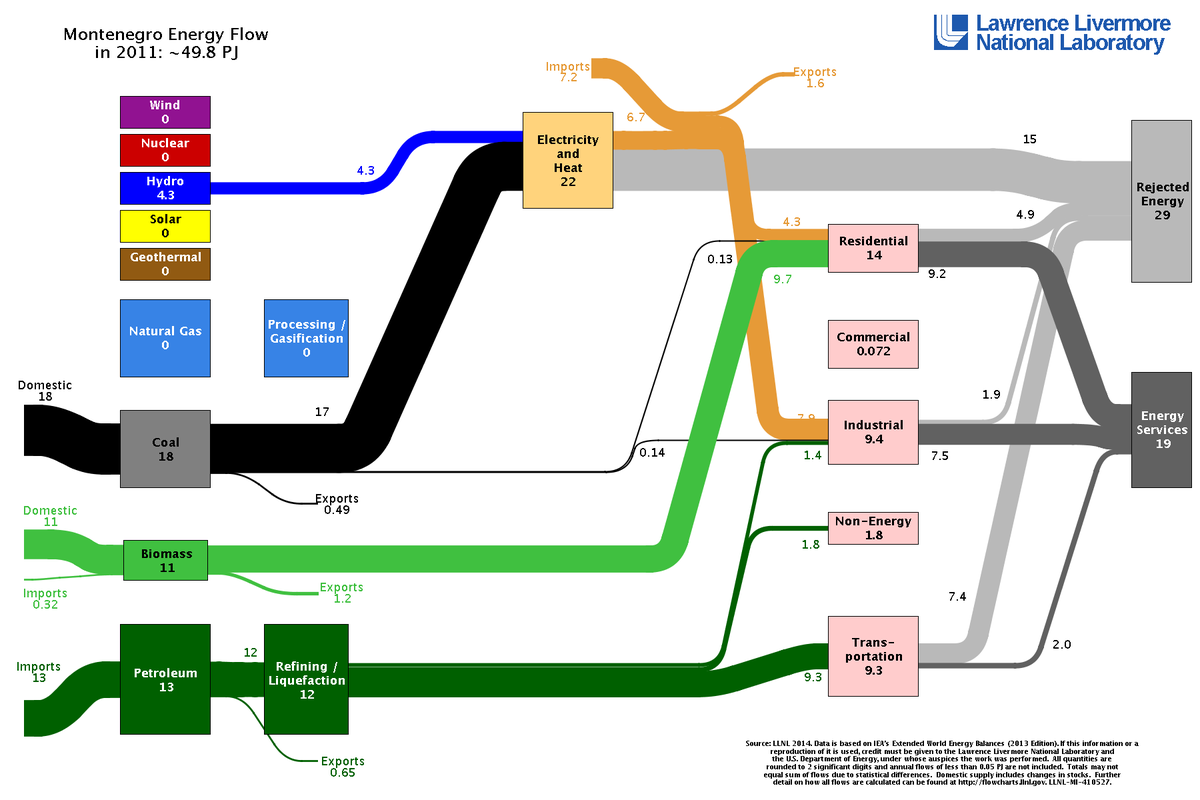 Montenegro Energy Flow
in 2011: ~49.8 PJ
Lawrence Livermore
National Laboratory
Imports
7.2
Exports
1.6
Wind
0
Nuclear
0
Hydro
4.3
Solar
0
Geothermal
0
4.3
Electricity
and
Heat
22
6.7
15
Rejected
Energy
29
4.3
4.9
Residential
14
0.13
9.7
9.2
Natural Gas
0
Processing /
Gasification
0
Commercial
0.072
Domestic
18
17
Coal
18
Exports
0.49
0.14
7.9
1.9
Industrial
9.4
1.4
7.5
Energy
Services
19
Domestic
11
Biomass
11
Imports
0.32
Exports
1.2
Non-Energy
1.8
1.8
7.4
Imports
13
Petroleum
13
12
Refining /
Liquefaction
12
Exports
0.65
9.3
Trans-
portation
9.3
2.0
Source: LLNL 2014. Data is based on IEA's Extended World Energy Balances (2013 Edition). If this information or a
reproduction of it is used, credit must be given to the Lawrence Livermore National Laboratory and
the U.S. Department of Energy, under whose auspices the work was performed. All quantities are
rounded to 2 significant digits and annual flows of less than 0.05 PJ are not included. Totals may not
equal sum of flows due to statistical differences. Domestic supply includes changes in stocks. Further
detail on how all flows are calculated can be found at http://flowcharts.llnl.gov. LLNL-MI-410527.